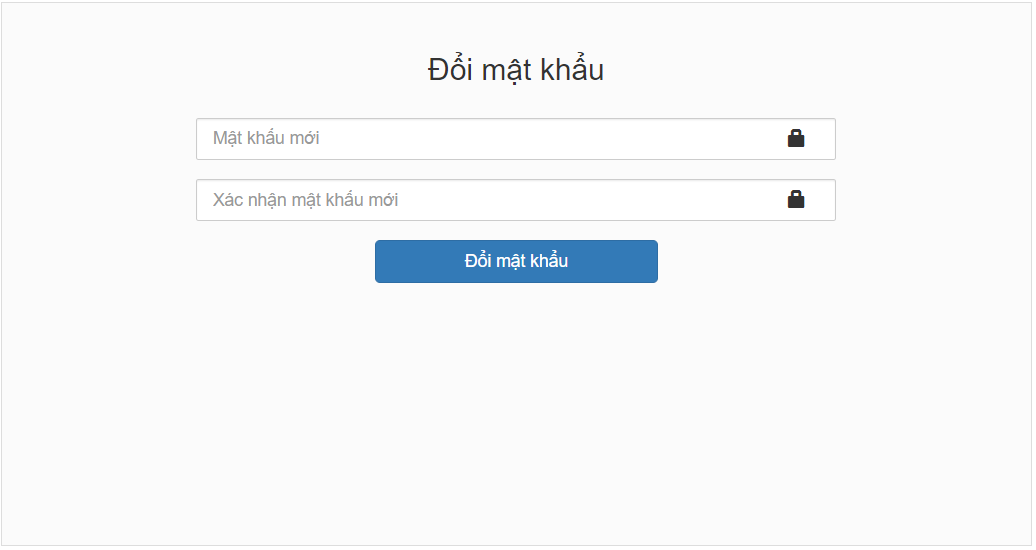 Đổi mật khẩu
Mật khẩu mới
Xác nhận mật khẩu mới
Đổi mật khẩu